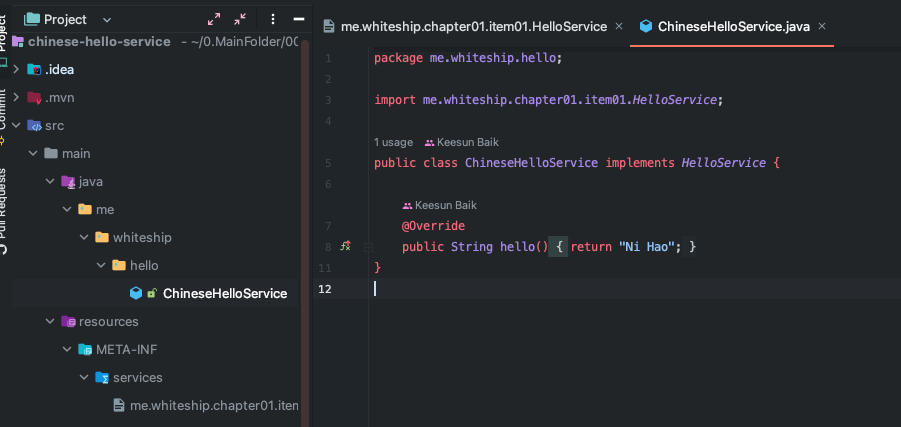 Project
Project
Commit
Pull Requests
chinese-hello-service – ~/0.MainFolder/00
.idea
.mvn
src
main
java
me
whiteship
hello
ChineseHelloService
resources
META-INF
services
me.whiteship.chapter01.iten
me.whiteship.chapter01.item01.HelloService
ChineseHelloService.java
1 package me.whiteship.hello;
2
3 import me.whiteship.chapter01.item01.HelloService;
4
1 usage Keesun Baik
5 public class ChineseHelloService implements HelloService {
6
Keesun Baik
7 @Override
8 public String hello() { return "Ni Hao"; }
11 }
12